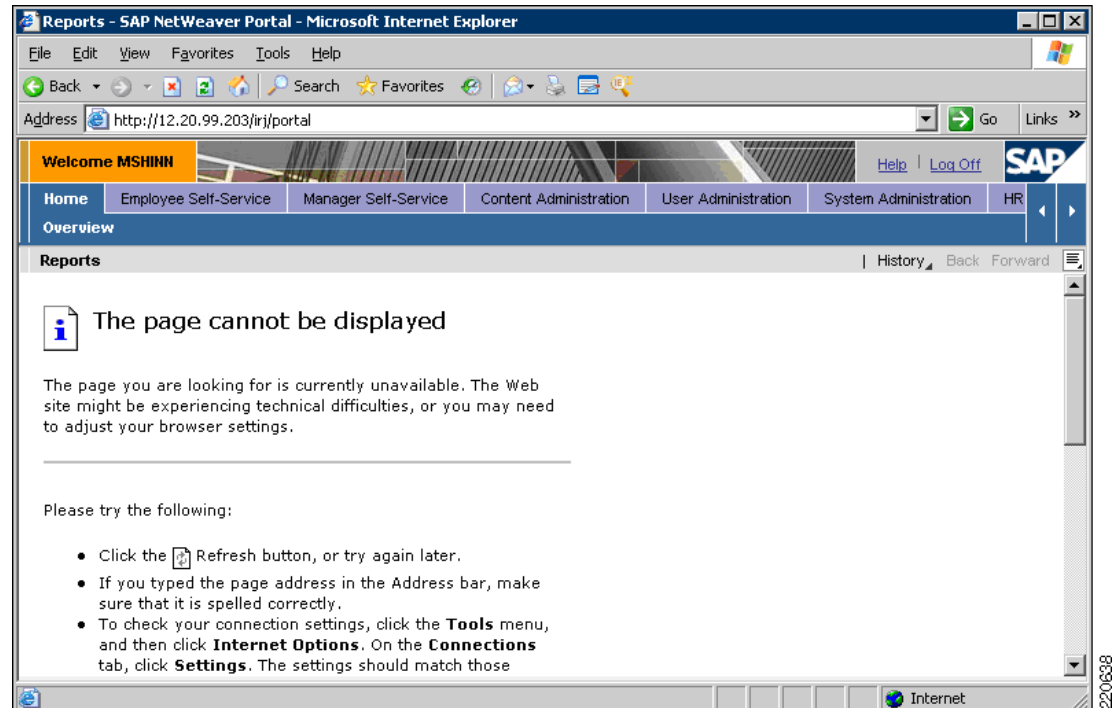 Reports - SAP NetWeaver Portal - Microsoft Internet Explorer
File Edit View Favorites Tools Help
Back Search Favorites
Address http://12.20.99.203/irj/portal Go Links »
Welcome MSHINN Help | Log Off SAP
Home Employee Self-Service Manager Self-Service Content Administration User Administration System Administration HR
Overview
Reports | History Back Forward
The page cannot be displayed
The page you are looking for is currently unavailable. The Web
site might be experiencing technical difficulties, or you may need
to adjust your browser settings.
Please try the following:
• Click the Refresh button, or try again later.
• If you typed the page address in the Address bar, make
sure that it is spelled correctly.
• To check your connection settings, click the Tools menu,
and then click Internet Options. On the Connections
tab, click Settings. The settings should match those
Internet
220638